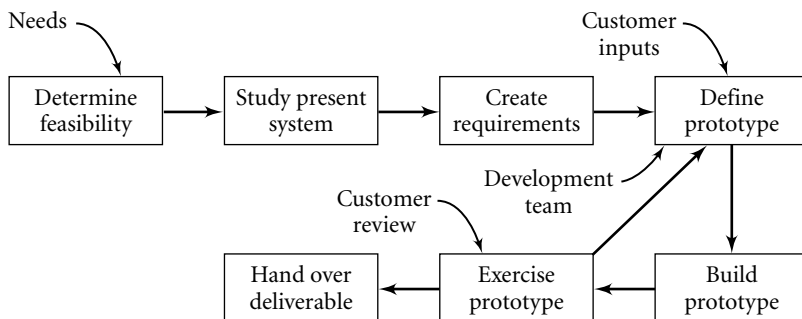 Needs
Customer
inputs
Determine
feasibility
Study present
system
Create
requirements
Define
prototype
Development
team
Customer
review
Hand over
deliverable
Exercise
prototype
Build
prototype